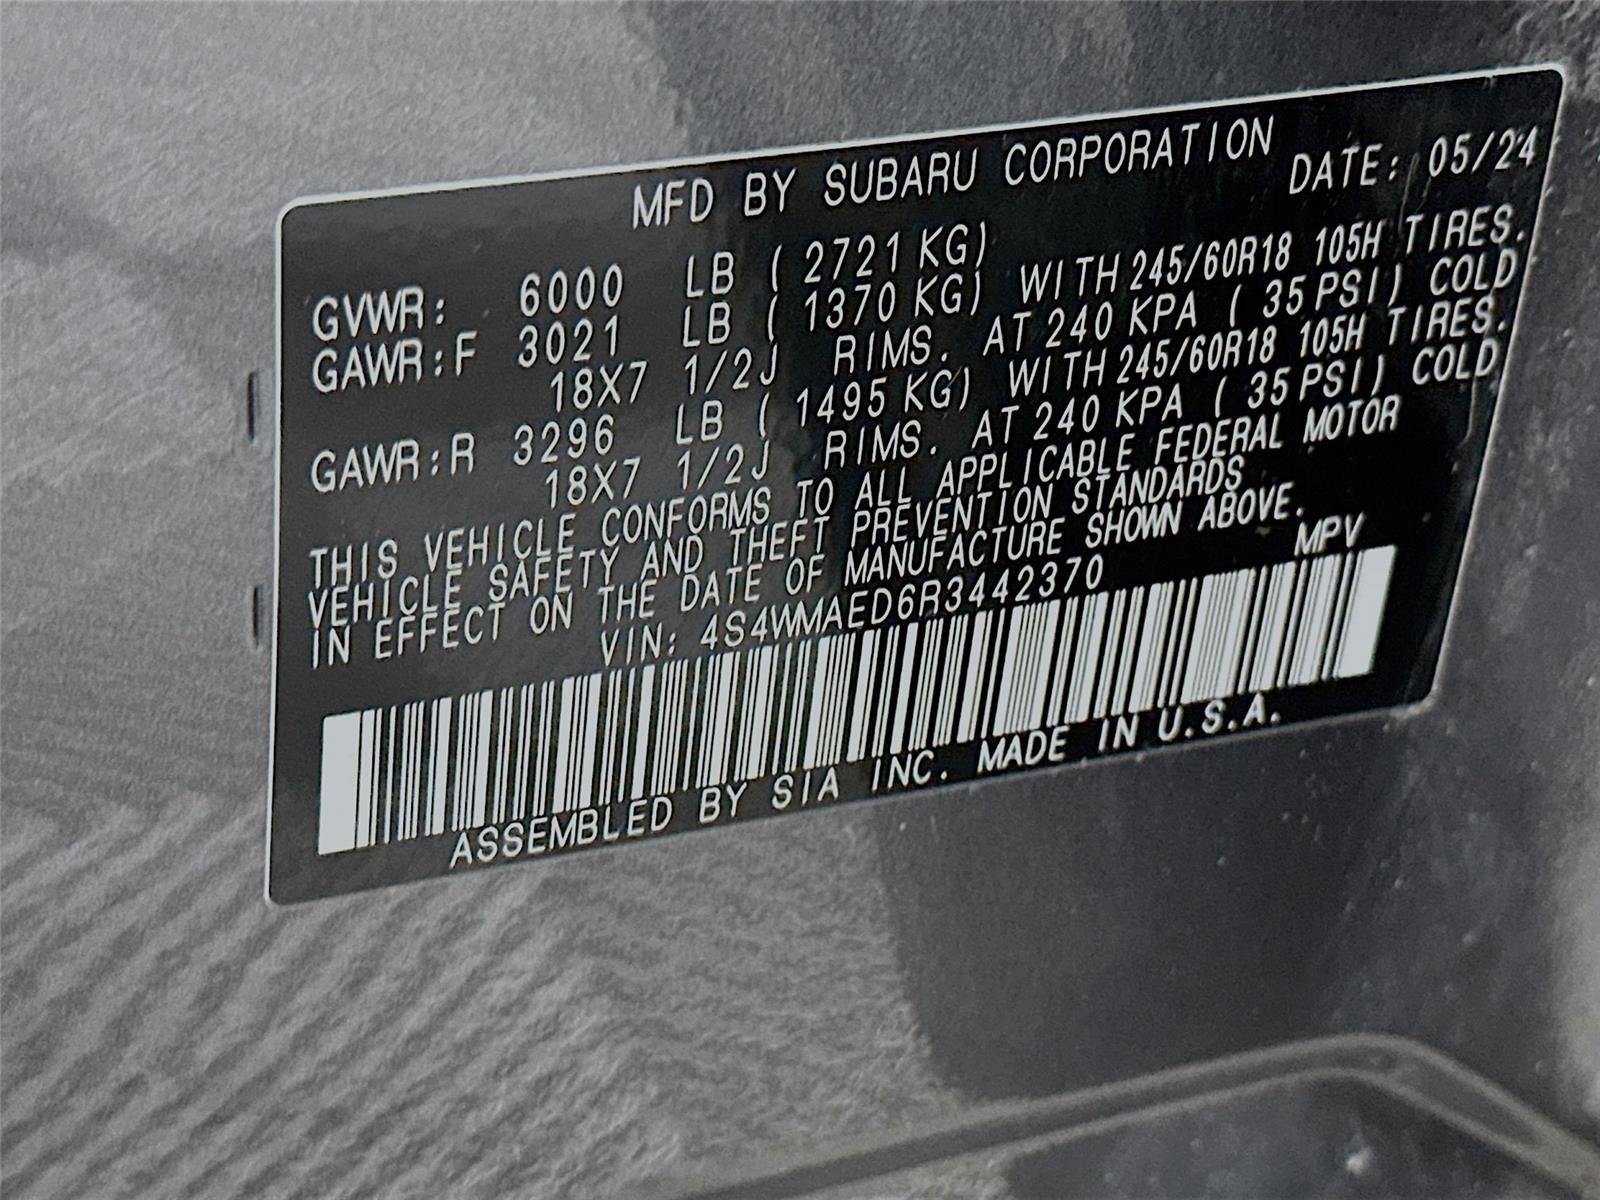 MFD BY SUBARU CORPORATION
DATE: 05/24
GVWR: 6000 LB ( 2721 KG)
GAWR:F 3021 LB ( 1370 KG) WITH 245/60R18 105H TIRES.
18X7 1/2J RIMS. AT 240 KPA ( 35 PSI) COLD
GAWR:R 3296 LB ( 1495 KG) WITH 245/60R18 105H TIRES.
18X7 1/2J RIMS. AT 240 KPA ( 35 PSI) COLD
THIS VEHICLE CONFORMS TO ALL APPLICABLE FEDERAL MOTOR
VEHICLE SAFETY AND THEFT PREVENTION STANDARDS
IN EFFECT ON THE DATE OF MANUFACTURE SHOWN ABOVE.
VIN: 4S4WMAED6R3442370 MPV
ASSEMBLED BY SIA INC. MADE IN U.S.A.